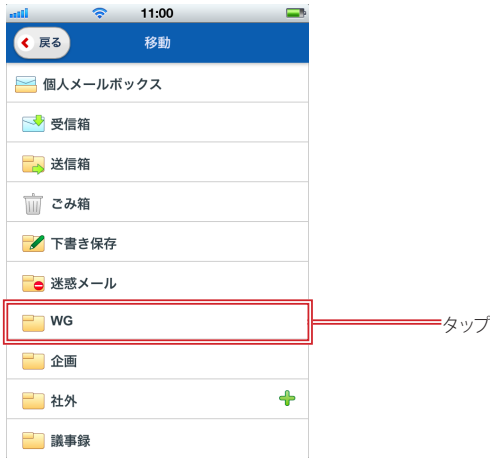 11:00
戻る
移動
個人メールボックス
受信箱
送信箱
ごみ箱
下書き保存
迷惑メール
WG
タップ
企画
社外
議事録